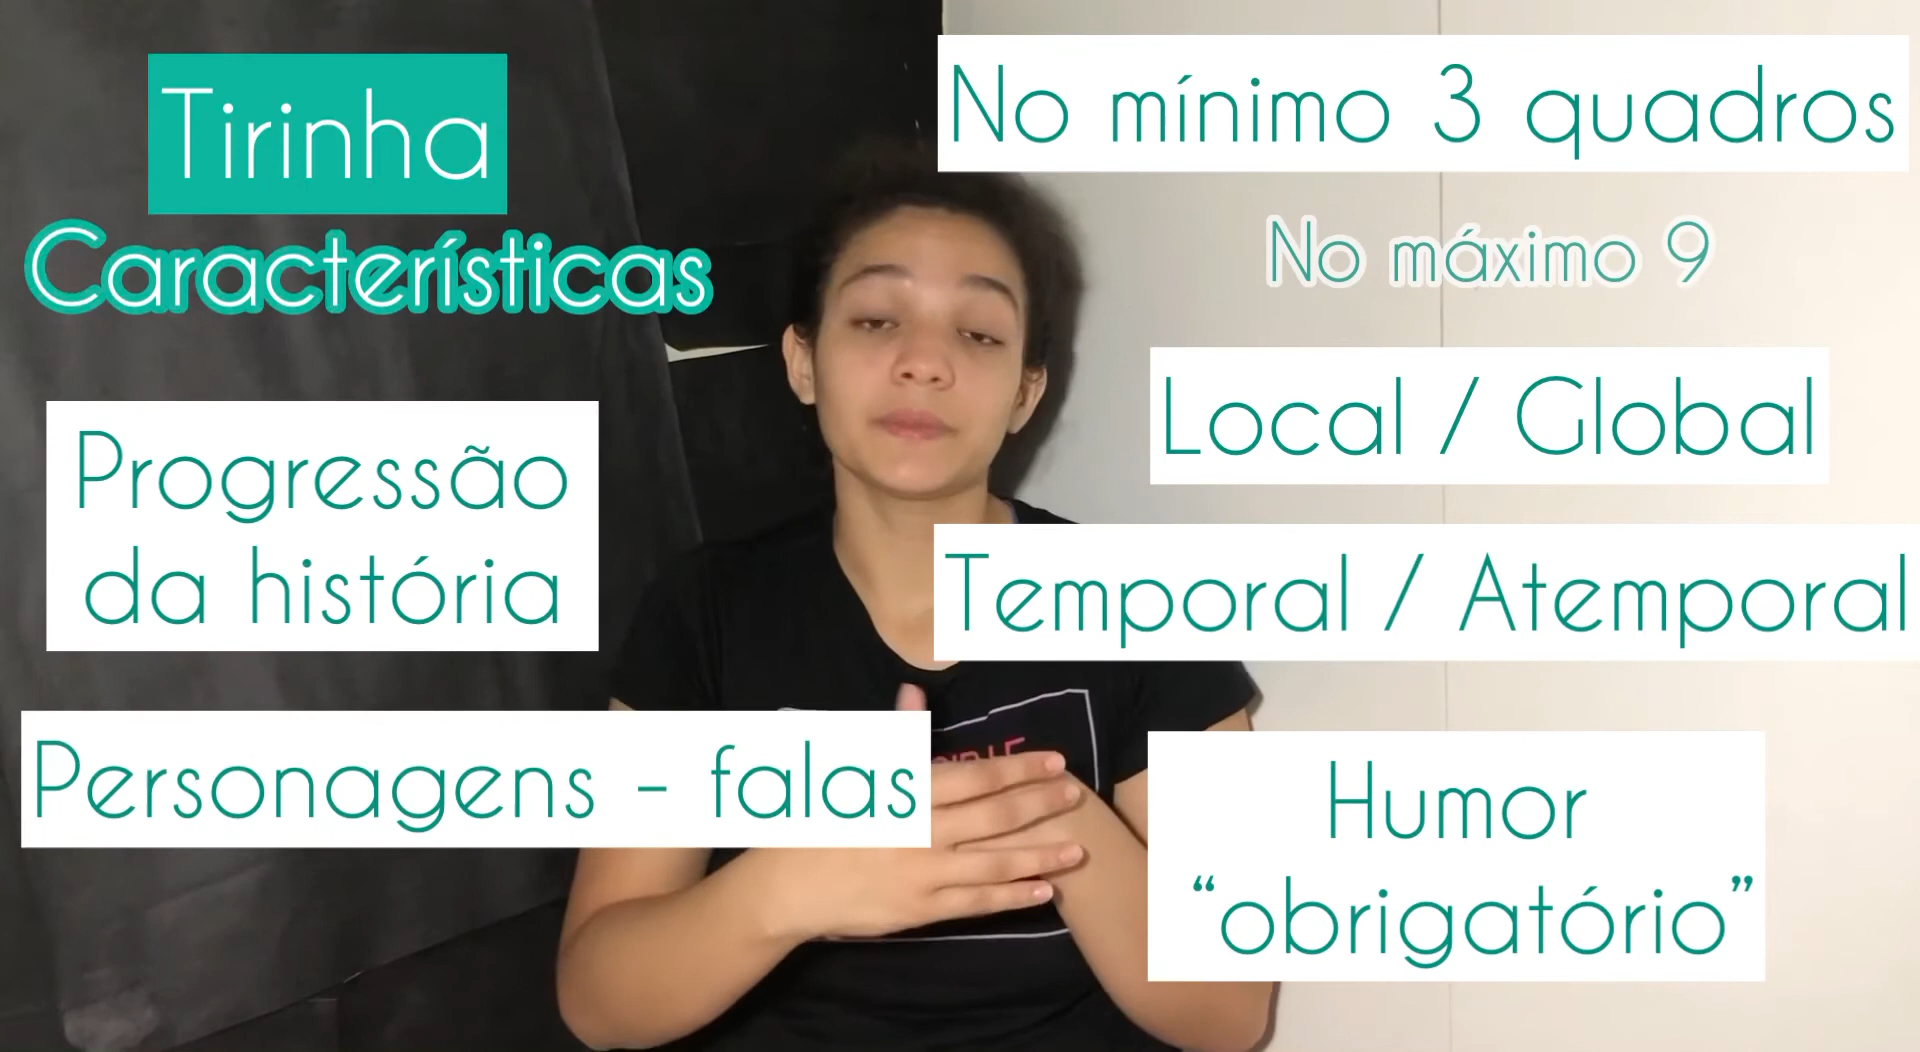 Tirinha
Características
Progressão
da história
Personagens - falas
No mínimo 3 quadros
No máximo 9
Local / Global
Temporal / Atemporal
Humor
“obrigatório”